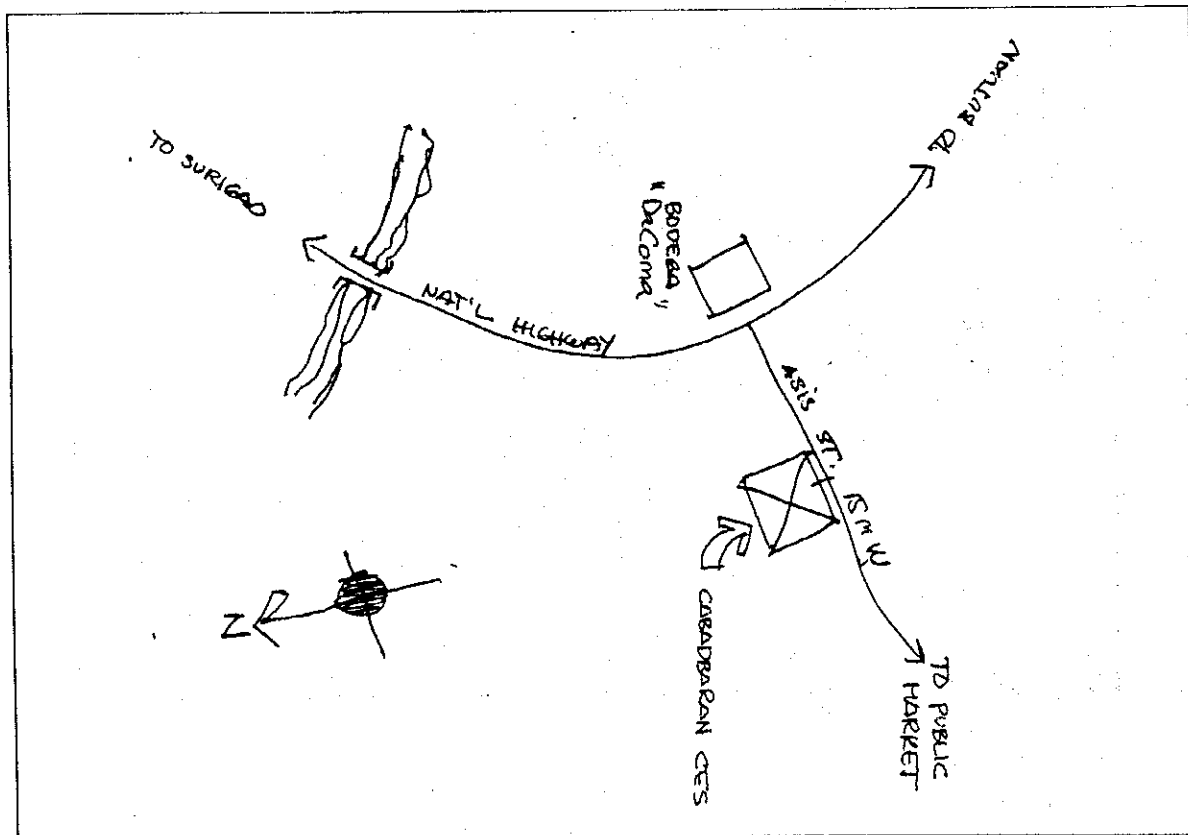 TO SURIGAO
NAT'L HIGHWAY
"BODEGA
DaComa"
TO BUTUAN
ASIS ST.
15 M W
CABADBARAN CES
TO PUBLIC
MARKET
N